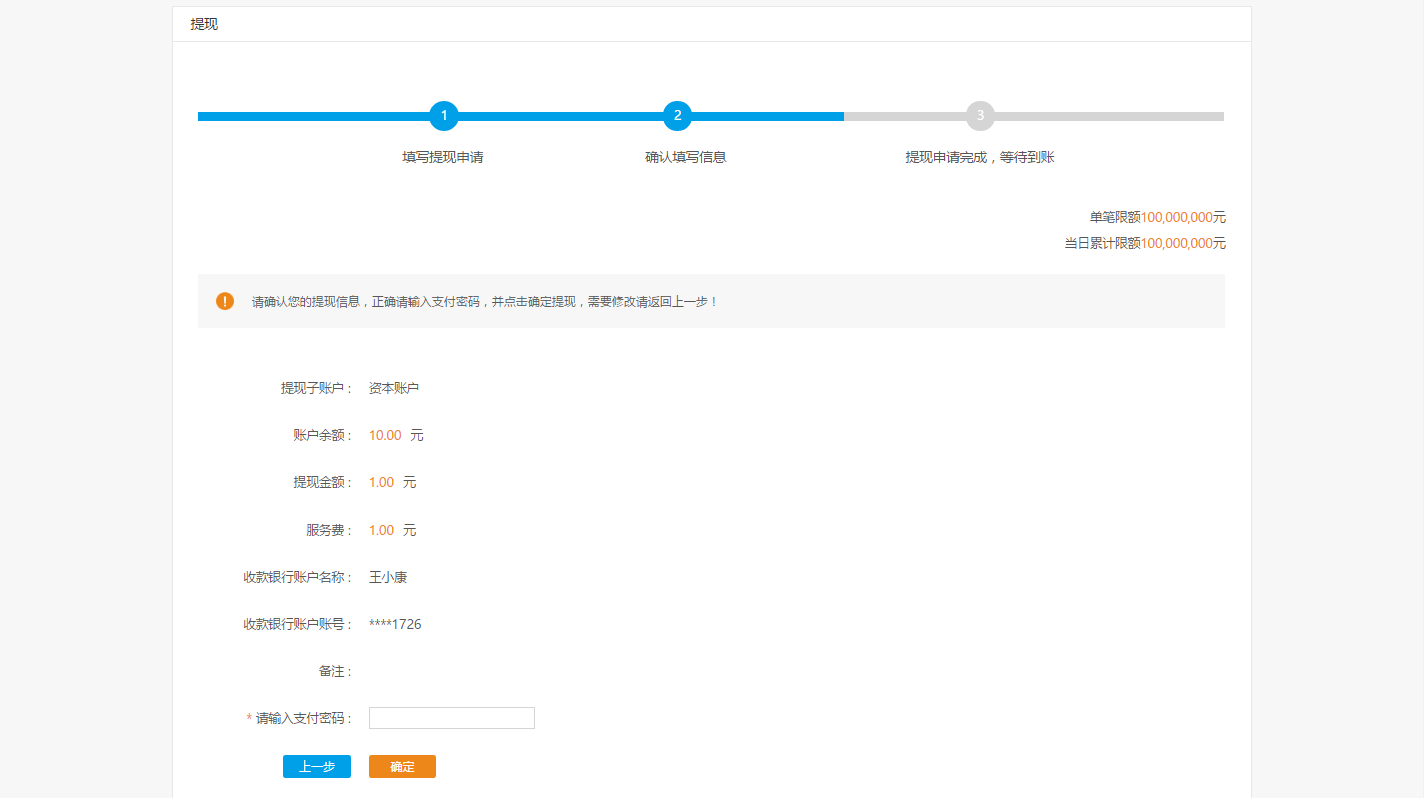 提现
1 2 3
填写提现申请 确认填写信息 提现申请完成，等待到账
单笔限额100,000,000元
当日累计限额100,000,000元
! 请确认您的提现信息，正确请输入支付密码，并点击确定提现，需要修改请返回上一步！
提现子账户： 资本账户
账户余额： 10.00 元
提现金额： 1.00 元
服务费： 1.00 元
收款银行账户名称： 王小康
收款银行账户账号： ****1726
备注：
* 请输入支付密码：
上一步 确定